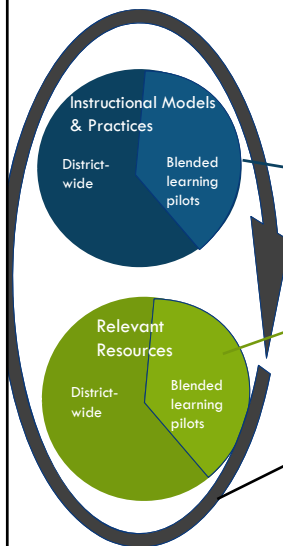 Instructional Models
& Practices
District-
wide
Blended
learning
pilots
Relevant
Resources
District-
wide
Blended
learning
pilots